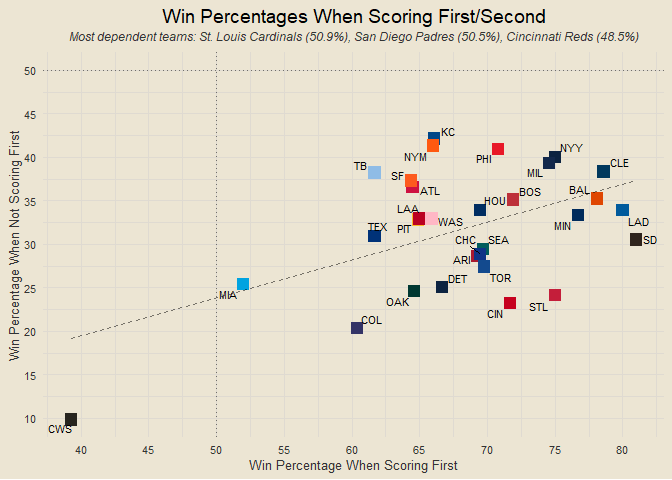 Win Percentages When Scoring First/Second
Most dependent teams: St. Louis Cardinals (50.9%), San Diego Padres (50.5%), Cincinnati Reds (48.5%)
Win Percentage When Not Scoring First
50
45
40
35
30
25
20
15
10
KC
NYM
PHI
NYY
MIL
CLE
TB
SF
ATL
BOS
BAL
HOU
LAA
WAS
PIT
MIN
LAD
TEX
CHC
SEA
SD
ARI
TOR
DET
MIA
OAK
CIN
STL
COL
CWS
40
45
50
55
60
65
70
75
80
Win Percentage When Scoring First